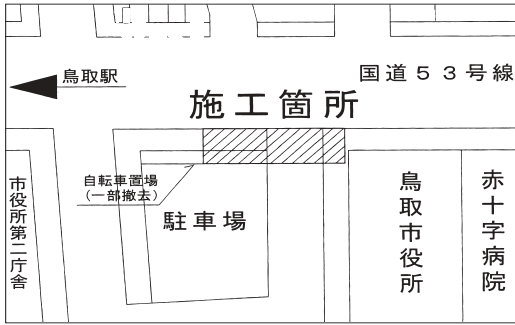 鳥取駅
国道５３号線
施工箇所
自転車置場
(一部撤去)
駐車場
市役所第二庁舎
鳥取市役所
赤十字病院